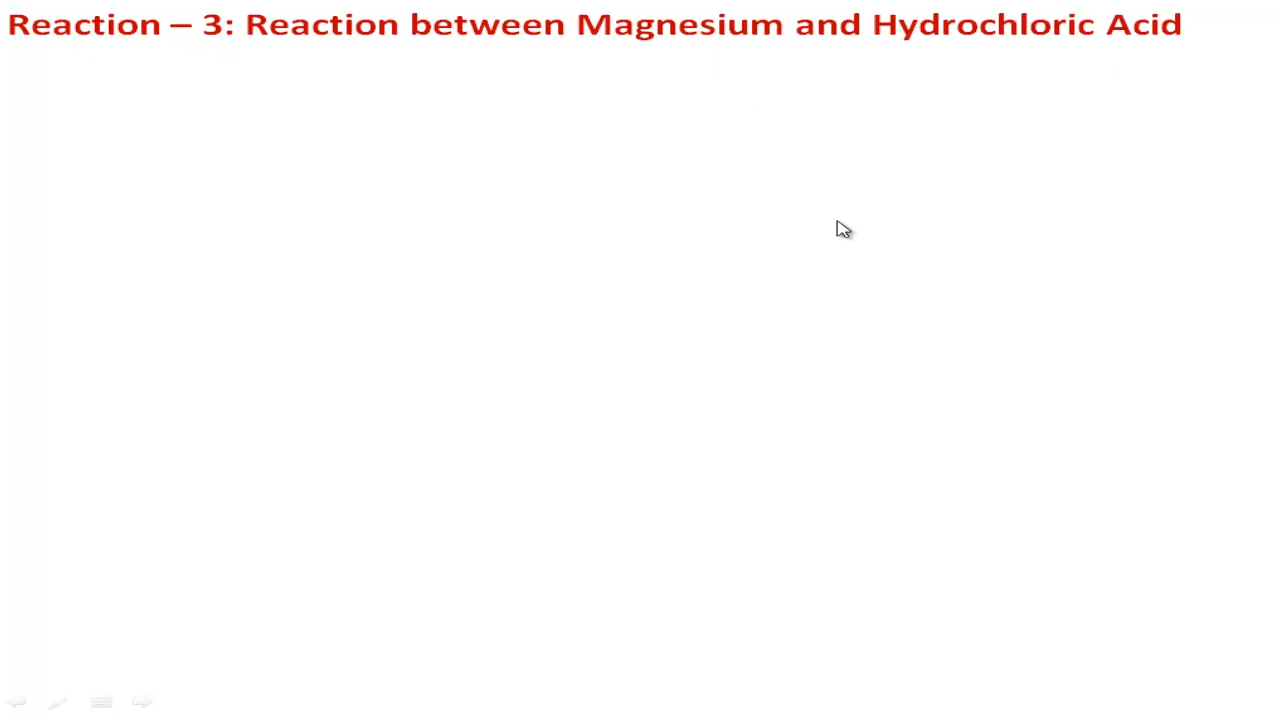 Reaction – 3: Reaction between Magnesium and Hydrochloric Acid